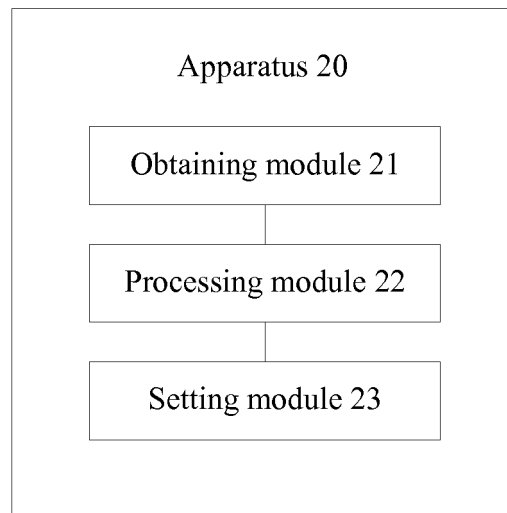 Apparatus 20
Obtaining module 21
Processing module 22
Setting module 23